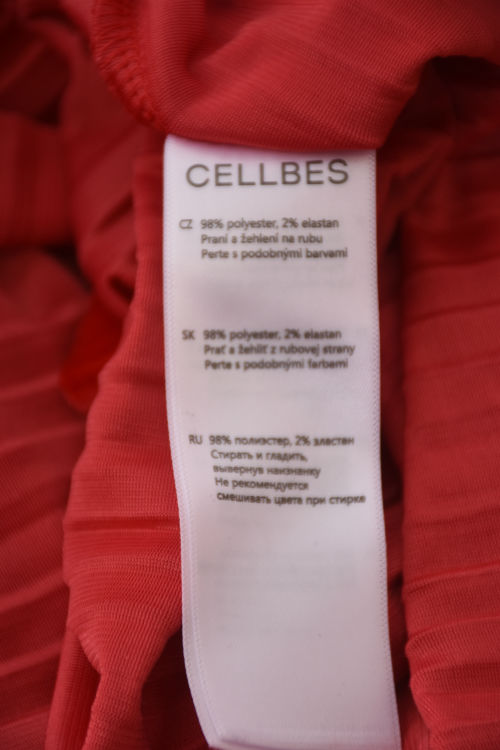 CELLBES
CZ 98% polyester, 2% elastan
Praní a žehlení na rubu
Perte s podobnými barvami
SK 98% polyester, 2% elastan
Prať a žehliť z rubovej strany
Perte s podobnými farbami
RU 98% полиэстер, 2% эластан
Стирать и гладить,
вывернув наизнанку
Не рекомендуется
смешивать цвета при стирке